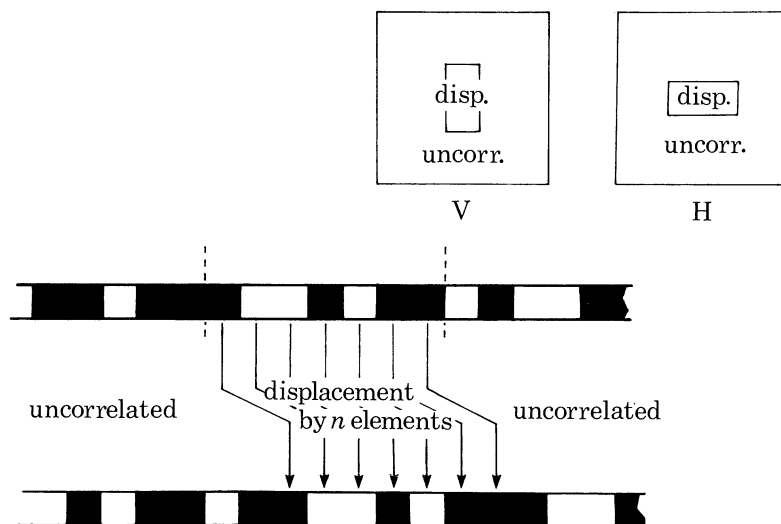 disp.
uncorr.
V
disp.
uncorr.
H
uncorrelated
displacement
by n elements
uncorrelated